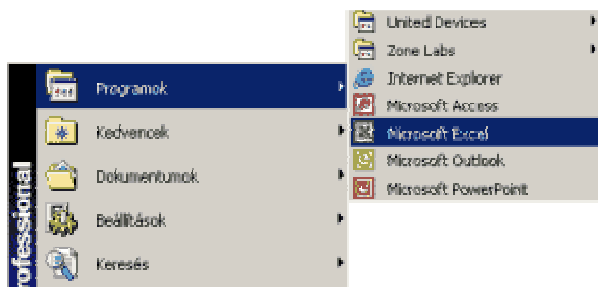 Programok
Kedvencek
Dokumentumok
Beállítások
Keresés
rofessional
United Devices
Zone Labs
Internet Explorer
Microsoft Access
Microsoft Excel
Microsoft Outlook
Microsoft PowerPoint